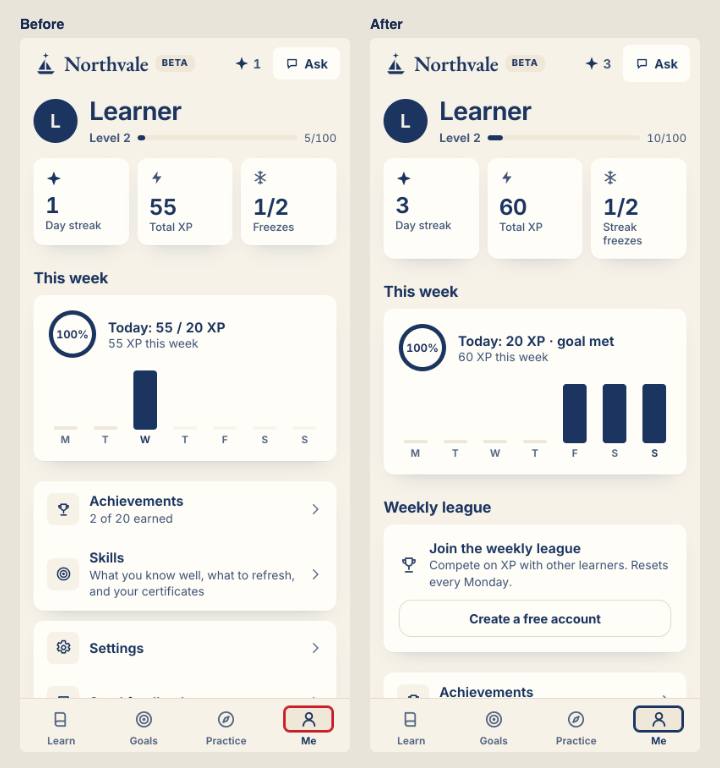 Before
Northvale BETA 1 Ask
L
Learner
Level 2 5/100
1
Day streak
55
Total XP
1/2
Freezes
This week
100%
Today: 55 / 20 XP
55 XP this week
M T W T F S S
Achievements
2 of 20 earned
Skills
What you know well, what to refresh,
and your certificates
Settings
Learn Goals Practice Me
After
Northvale BETA 3 Ask
L
Learner
Level 2 10/100
3
Day streak
60
Total XP
1/2
Streak
freezes
This week
100%
Today: 20 XP · goal met
60 XP this week
M T W T F S S
Weekly league
Join the weekly league
Compete on XP with other learners. Resets
every Monday.
Create a free account
Achievements
Learn Goals Practice Me